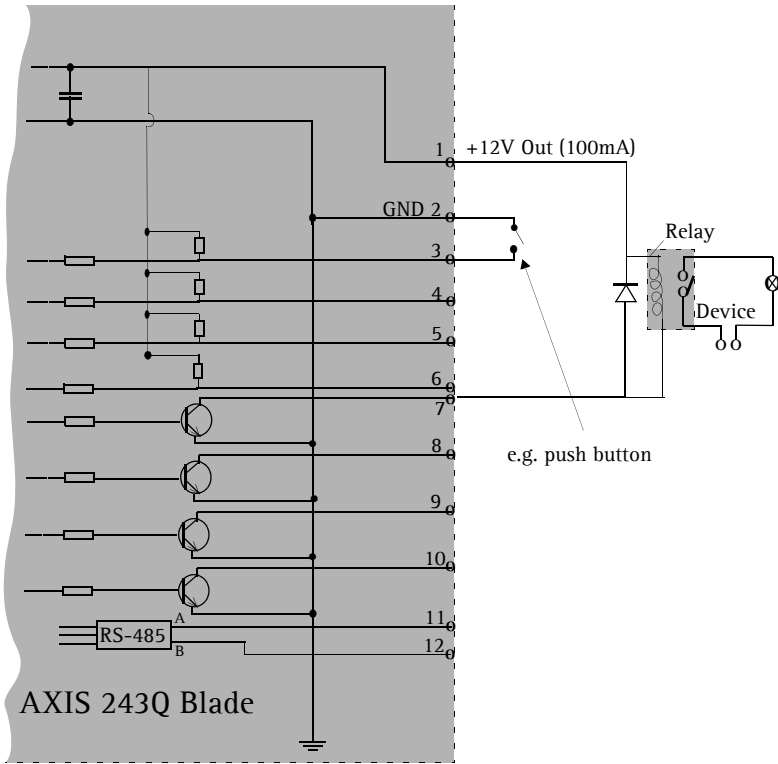 1 +12V Out (100mA)
GND 2
3
Relay
4
5
Device
6
7
8
e.g. push button
9
10
11
A
RS-485
B
12
AXIS 243Q Blade